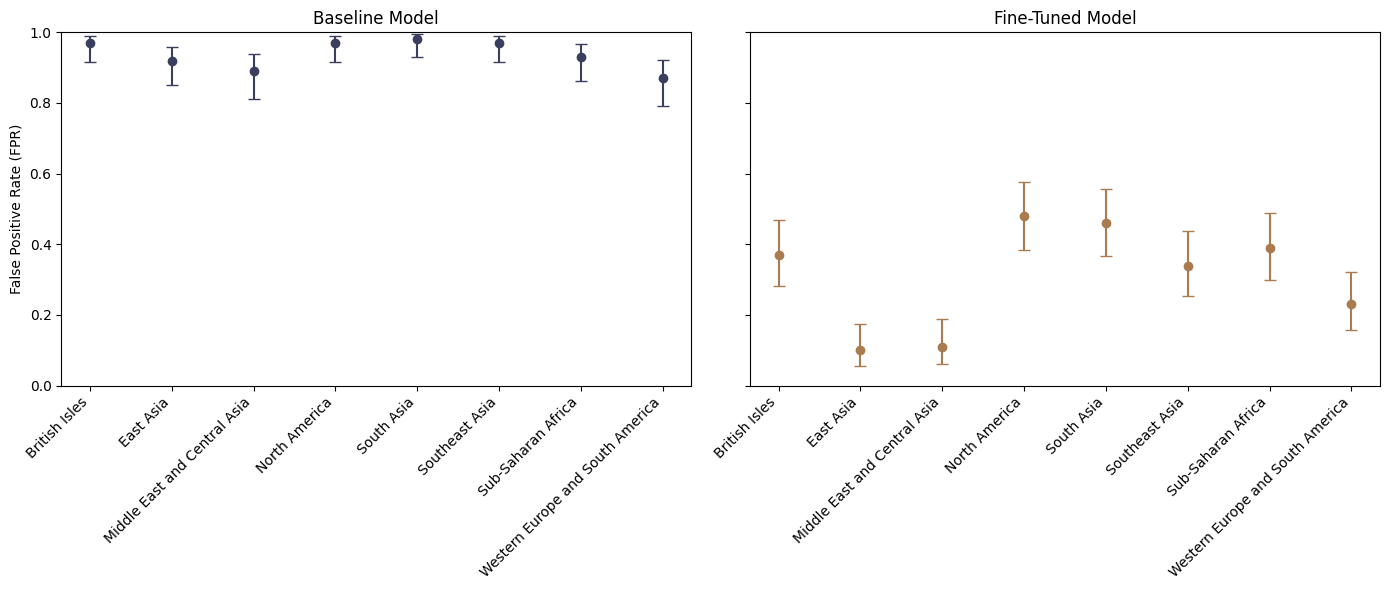 Baseline Model
Fine-Tuned Model
False Positive Rate (FPR)
1.0
0.8
0.6
0.4
0.2
0.0
British Isles
East Asia
Middle East and Central Asia
North America
South Asia
Southeast Asia
Sub-Saharan Africa
Western Europe and South America
British Isles
East Asia
Middle East and Central Asia
North America
South Asia
Southeast Asia
Sub-Saharan Africa
Western Europe and South America